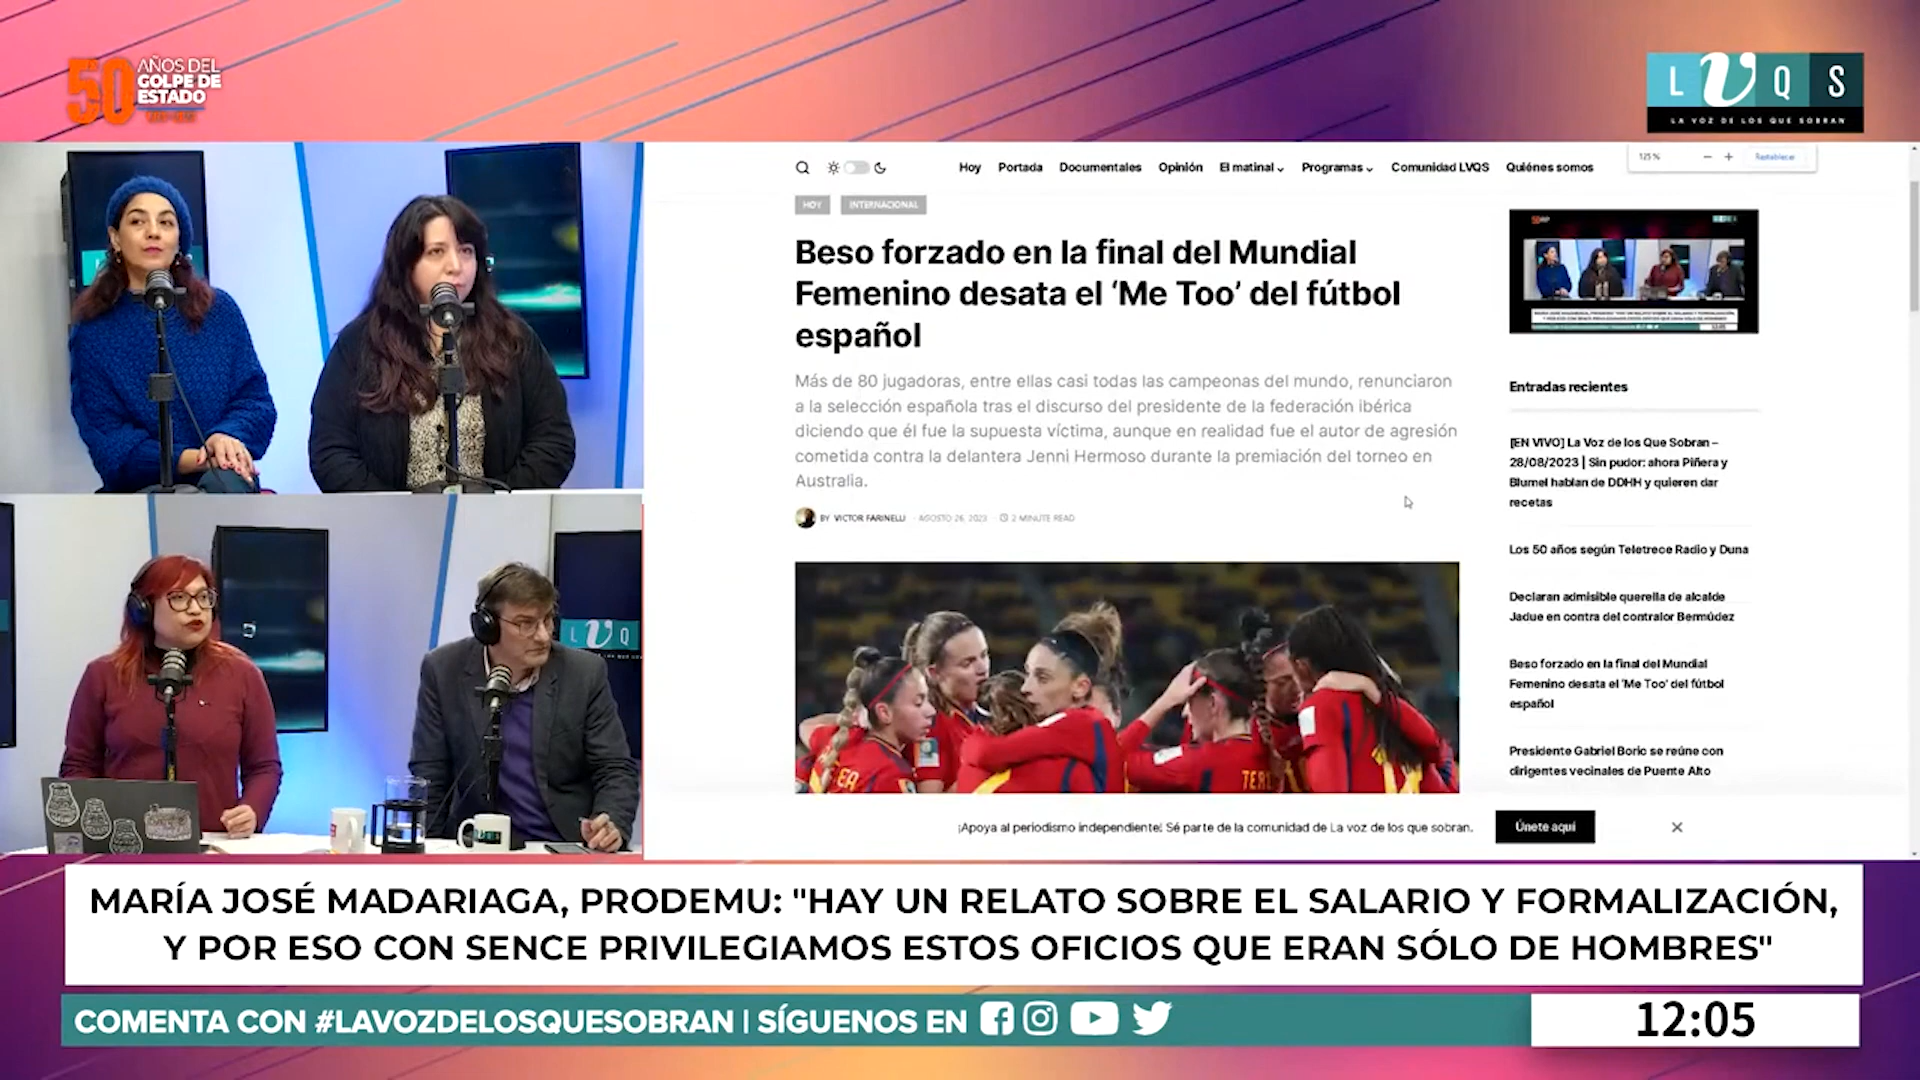 50 AÑOS DEL
GOLPE DE
ESTADO
L V Q S
LA VOZ DE LOS QUE SOBRAN
Hoy Portada Documentales Opinión El matinal Programas Comunidad LVQS Quiénes somos
125 % − + Restablecer
HOY INTERNACIONAL
Beso forzado en la final del Mundial
Femenino desata el ‘Me Too’ del fútbol
español
Más de 80 jugadoras, entre ellas casi todas las campeonas del mundo, renunciaron
a la selección española tras el discurso del presidente de la federación ibérica
diciendo que él fue la supuesta víctima, aunque en realidad fue el autor de agresión
cometida contra la delantera Jenni Hermoso durante la premiación del torneo en
Australia.
BY VICTOR FARINELLI · AGOSTO 26, 2023 · 2 MINUTE READ
Entradas recientes
[EN VIVO] La Voz de los Que Sobran –
28/08/2023 | Sin pudor: ahora Piñera y
Blumel hablan de DDHH y quieren dar
recetas
Los 50 años según Teletrece Radio y Duna
Declaran admisible querella de alcalde
Jadue en contra del contralor Bermúdez
Beso forzado en la final del Mundial
Femenino desata el ‘Me Too’ del fútbol
español
Presidente Gabriel Boric se reúne con
dirigentes vecinales de Puente Alto
L V Q
¡Apoya al periodismo independiente! Sé parte de la comunidad de La voz de los que sobran.
Únete aquí
MARÍA JOSÉ MADARIAGA, PRODEMU: "HAY UN RELATO SOBRE EL SALARIO Y FORMALIZACIÓN,
Y POR ESO CON SENCE PRIVILEGIAMOS ESTOS OFICIOS QUE ERAN SÓLO DE HOMBRES"
COMENTA CON #LAVOZDELOSQUESOBRAN | SÍGUENOS EN
12:05